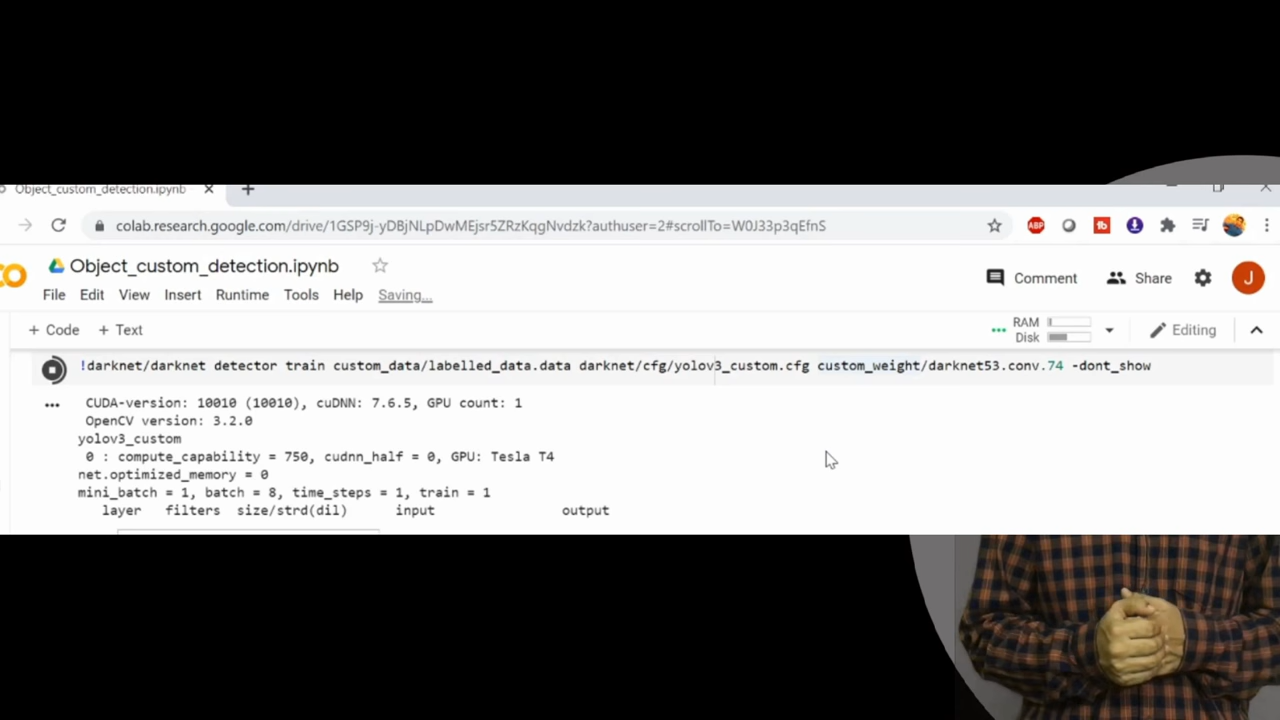 Object_custom_detection.ipynb
colab.research.google.com/drive/1GSP9j-yDBjNLpDwMEjsr5ZRzKqgNvdzk?authuser=2#scrollTo=W0J33p3qEfnS
ABP
CO Object_custom_detection.ipynb
Comment Share J
File Edit View Insert Runtime Tools Help Saving...
+ Code + Text
RAM
Disk
Editing
!darknet/darknet detector train custom_data/labelled_data.data darknet/cfg/yolov3_custom.cfg custom_weight/darknet53.conv.74 -dont_show
CUDA-version: 10010 (10010), cuDNN: 7.6.5, GPU count: 1
OpenCV version: 3.2.0
yolov3_custom
0 : compute_capability = 750, cudnn_half = 0, GPU: Tesla T4
net.optimized_memory = 0
mini_batch = 1, batch = 8, time_steps = 1, train = 1
layer filters size/strd(dil) input output